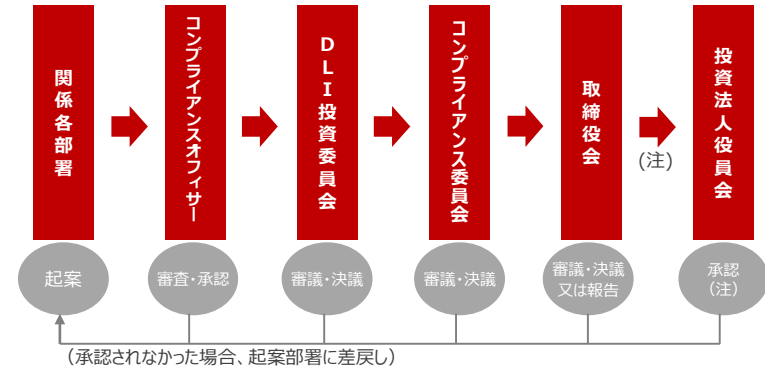 関係各部署
コンプライアンスオフィサー
DLI投資委員会
コンプライアンス委員会
取締役会
(注)
投資法人役員会
起案
審査・承認
審議・決議
審議・決議
審議・決議
又は報告
承認
(注)
(承認されなかった場合、起案部署に差戻し)